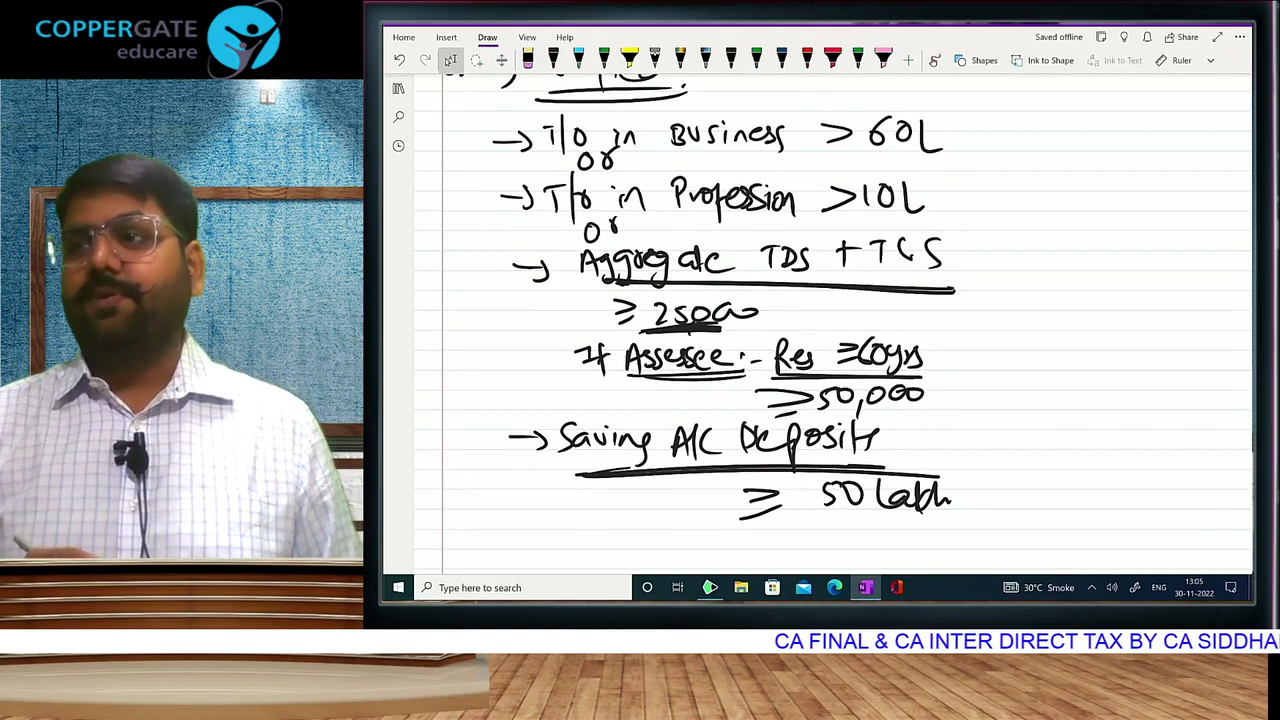 COPPERGATE
educare
Home Insert Draw View Help
Saved offline
Share
Shapes
Ink to Shape
Ink to Text
Ruler
→ T/O in Business > 60L
Or
→ T/o in Profession > 10L
Or
→ Aggregate TDS + TCS
≥ 25000
If Assessee:- Res ≥60yrs
≥ 50,000
→ Saving A/C Deposits
≥ 50 Lakh
Type here to search
30°C Smoke
ENG
13:05
30-11-2022
CA FINAL & CA INTER DIRECT TAX BY CA SIDDHA